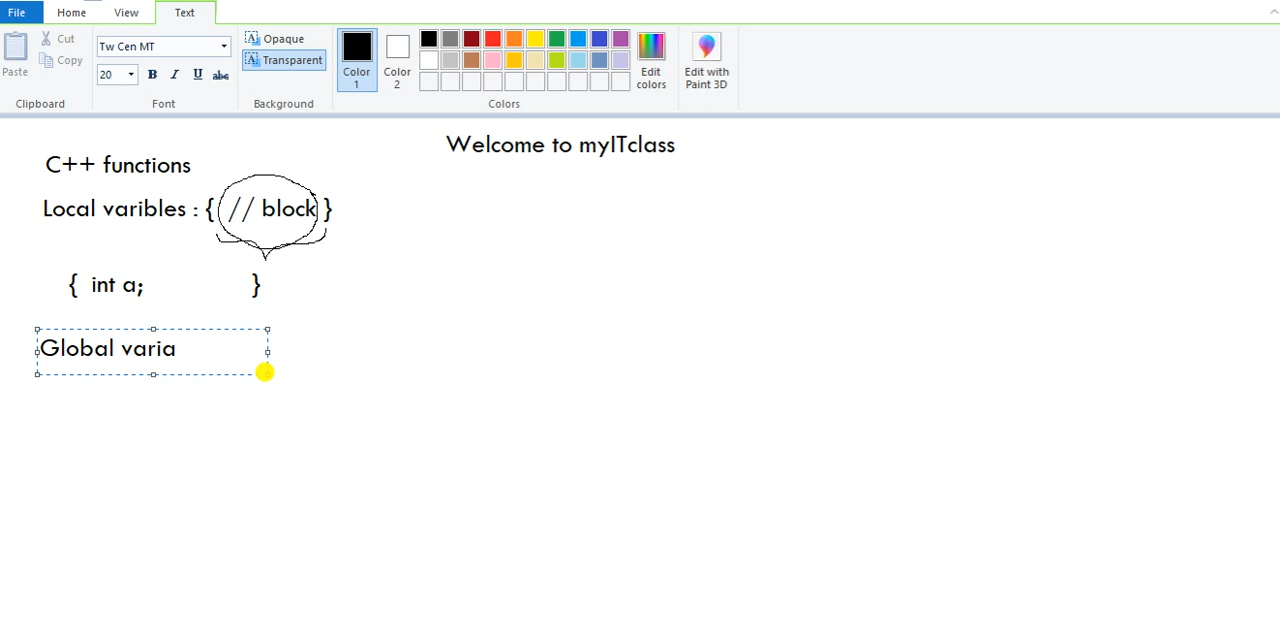 File Home View Text
Cut
Copy
Paste
Clipboard
Tw Cen MT
20 B I U abc
Font
Opaque
Transparent
Background
Color 1
Color 2
Colors
Edit colors
Edit with Paint 3D
Welcome to myITclass
C++ functions
Local varibles : { // block }
{ int a; }
Global varia